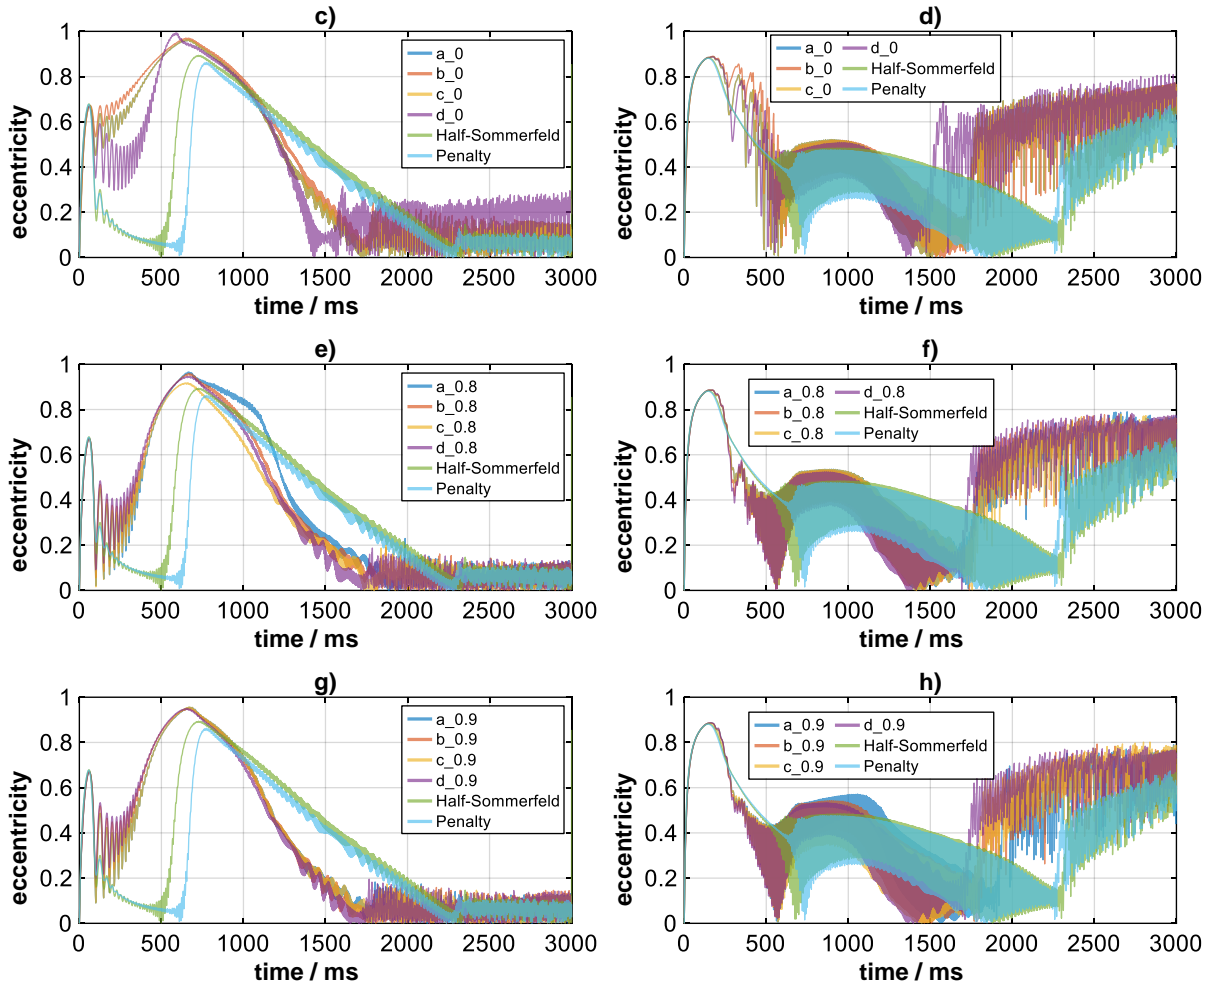 c)
1
0.8
0.6
0.4
0.2
0
eccentricity
a_0
b_0
c_0
d_0
Half-Sommerfeld
Penalty
0 500 1000 1500 2000 2500 3000
time / ms
d)
1
0.8
0.6
0.4
0.2
0
eccentricity
a_0 d_0
b_0 Half-Sommerfeld
c_0 Penalty
0 500 1000 1500 2000 2500 3000
time / ms
e)
1
0.8
0.6
0.4
0.2
0
eccentricity
a_0.8
b_0.8
c_0.8
d_0.8
Half-Sommerfeld
Penalty
0 500 1000 1500 2000 2500 3000
time / ms
f)
1
0.8
0.6
0.4
0.2
0
eccentricity
a_0.8 d_0.8
b_0.8 Half-Sommerfeld
c_0.8 Penalty
0 500 1000 1500 2000 2500 3000
time / ms
g)
1
0.8
0.6
0.4
0.2
0
eccentricity
a_0.9
b_0.9
c_0.9
d_0.9
Half-Sommerfeld
Penalty
0 500 1000 1500 2000 2500 3000
time / ms
h)
1
0.8
0.6
0.4
0.2
0
eccentricity
a_0.9 d_0.9
b_0.9 Half-Sommerfeld
c_0.9 Penalty
0 500 1000 1500 2000 2500 3000
time / ms